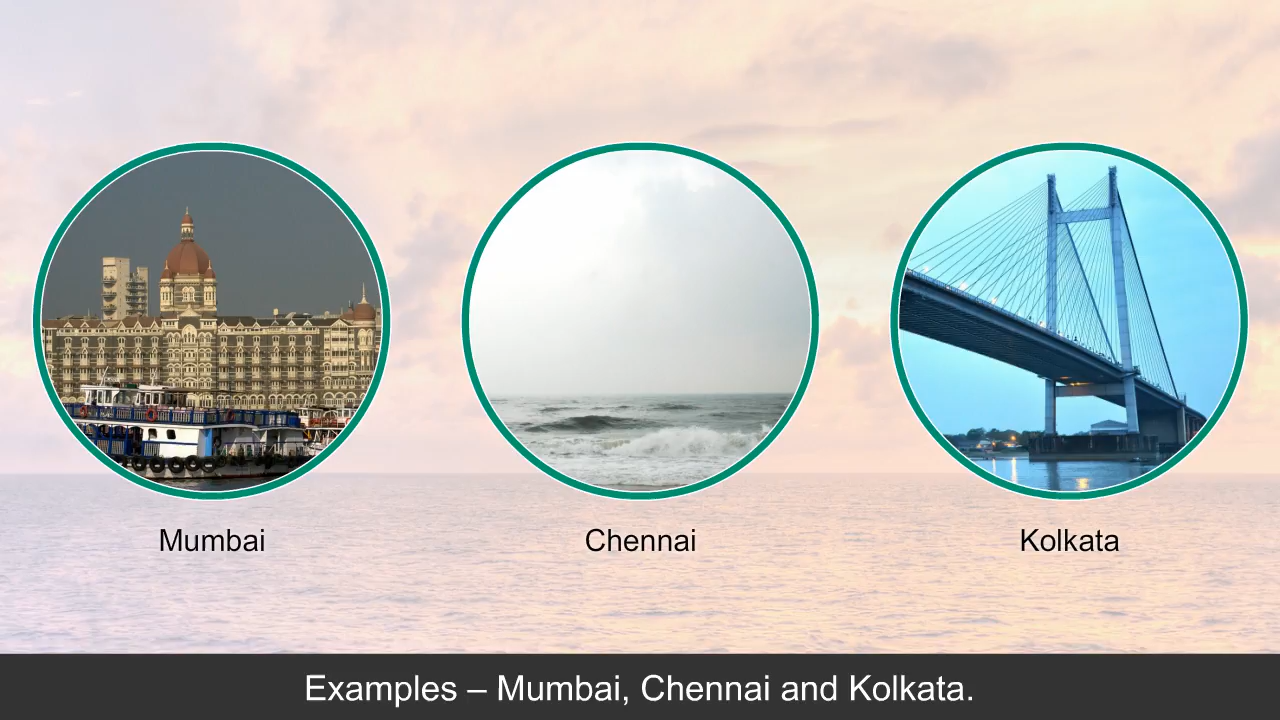 Mumbai
Chennai
Kolkata
Examples – Mumbai, Chennai and Kolkata.